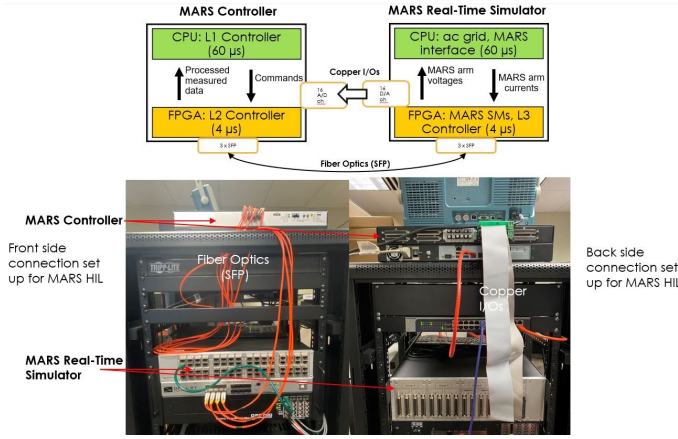 MARS Controller
MARS Real-Time Simulator
CPU: L1 Controller
(60 µs)
CPU: ac grid, MARS
interface (60 µs)
Processed
measured
data
Commands
Copper I/Os
MARS arm
voltages
MARS arm
currents
16
A/D
ch
16
D/A
ch
FPGA: L2 Controller
(4 µs)
FPGA: MARS SMs, L3
Controller (4 µs)
3 x SFP
3 x SFP
Fiber Optics (SFP)
MARS Controller
Front side
connection set
up for MARS HIL
Fiber Optics
(SFP)
TRIPP-LITE
Copper
I/Os
Back side
connection set
up for MARS HIL
MARS Real-Time
Simulator